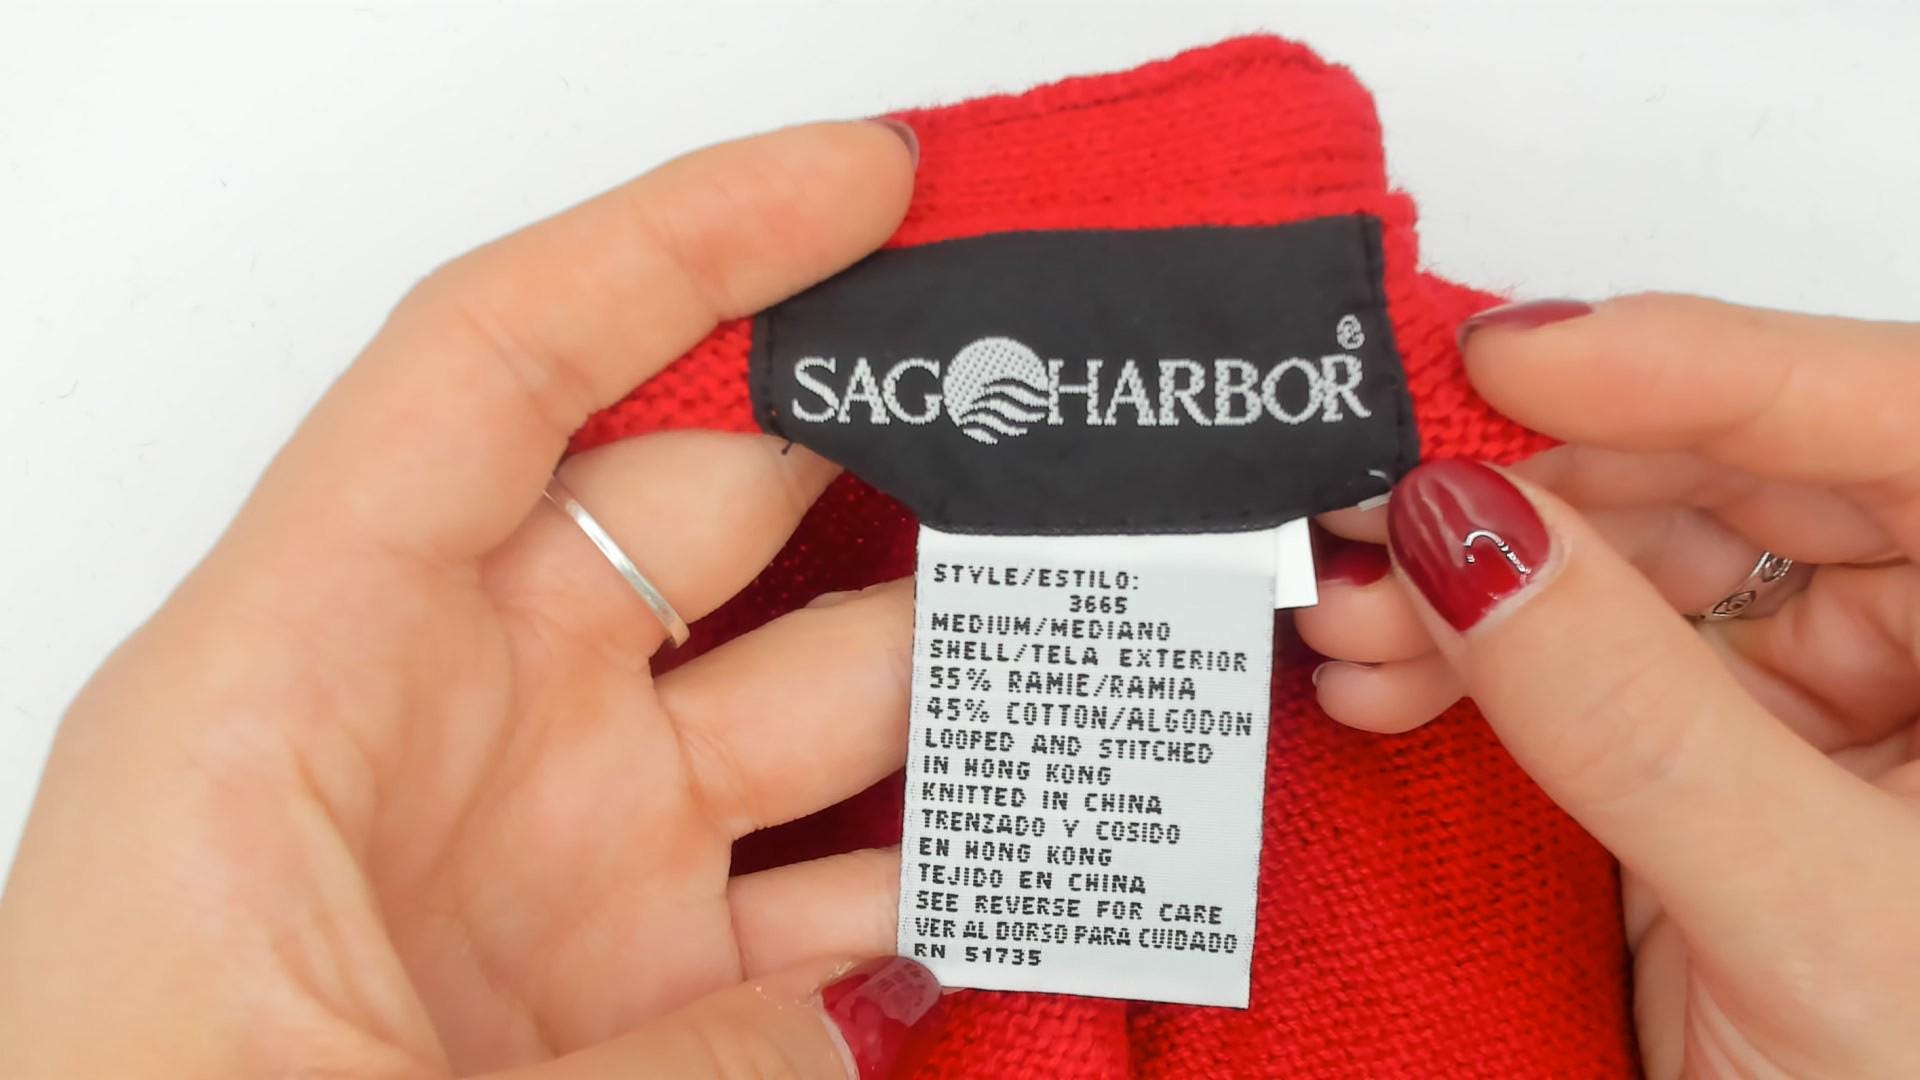 SAG HARBOR®
STYLE/ESTILO:
3665
MEDIUM/MEDIANO
SHELL/TELA EXTERIOR
55% RAMIE/RAMIA
45% COTTON/ALGODON
LOOPED AND STITCHED
IN HONG KONG
KNITTED IN CHINA
TRENZADO Y COSIDO
EN HONG KONG
TEJIDO EN CHINA
SEE REVERSE FOR CARE
VER AL DORSO PARA CUIDADO
RN 51735